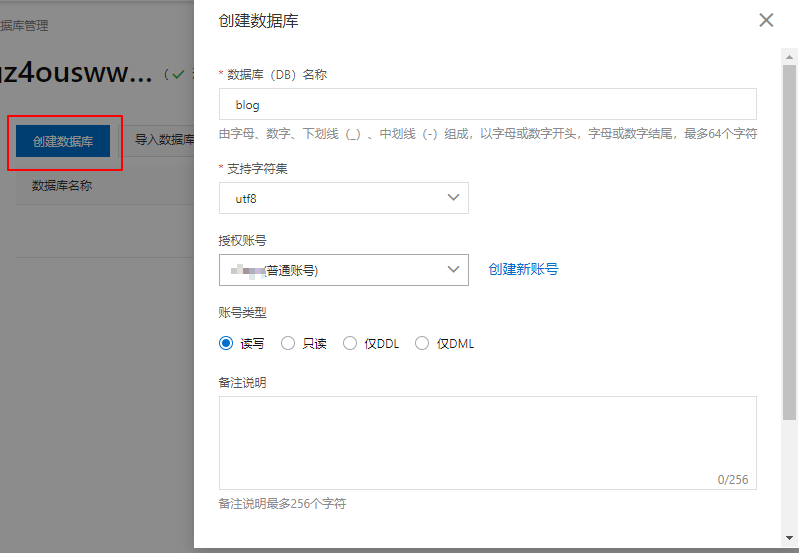 据库管理
创建数据库
导入数据库
数据库名称
创建数据库
* 数据库（DB）名称
blog
由字母、数字、下划线（_）、中划线（-）组成，以字母或数字开头，字母或数字结尾，最多64个字符
* 支持字符集
utf8
授权账号
(普通账号)
创建新账号
账号类型
读写
只读
仅DDL
仅DML
备注说明
0/256
备注说明最多256个字符